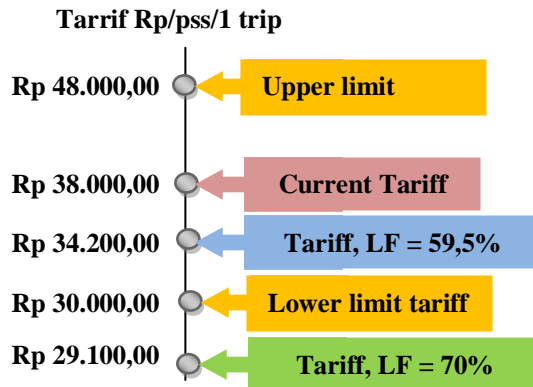 Tarrif Rp/pss/1 trip
Rp 48.000,00 Upper limit
Rp 38.000,00 Current Tariff
Rp 34.200,00 Tariff, LF = 59,5%
Rp 30.000,00 Lower limit tariff
Rp 29.100,00 Tariff, LF = 70%